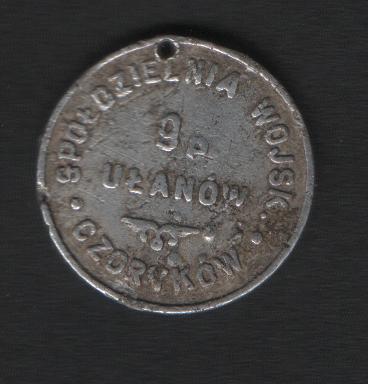 SPÓŁDZIELNIA WOJSK.
9 p.
UŁANÓW
CZORTKÓW